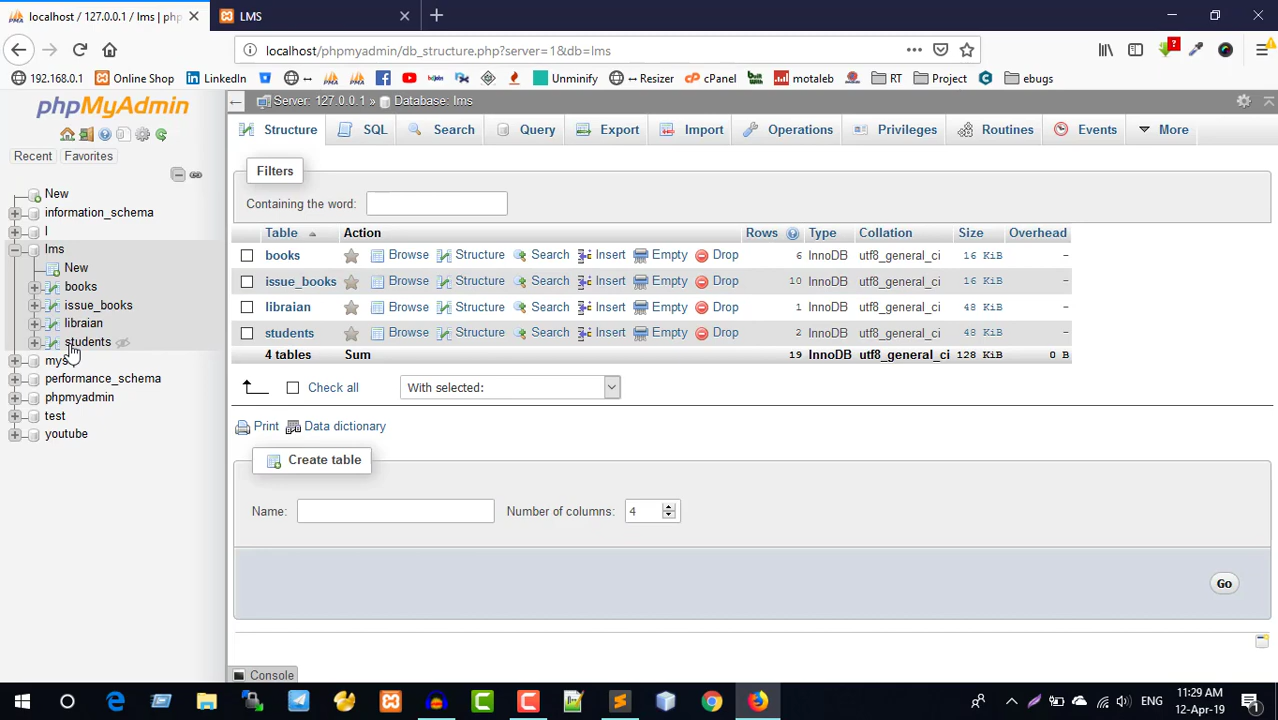 localhost / 127.0.0.1 / lms | php
LMS
localhost/phpmyadmin/db_structure.php?server=1&db=lms
192.168.0.1 Online Shop LinkedIn Unminify Resizer cPanel motaleb RT Project ebugs
phpMyAdmin
Recent Favorites
New
information_schema
l
lms
New
books
issue_books
libraian
students
mys
performance_schema
phpmyadmin
test
youtube
Server: 127.0.0.1 » Database: lms
Structure SQL Search Query Export Import Operations Privileges Routines Events More
Filters
Containing the word:
Table Action Rows Type Collation Size Overhead
books Browse Structure Search Insert Empty Drop 6 InnoDB utf8_general_ci 16 KiB -
issue_books Browse Structure Search Insert Empty Drop 10 InnoDB utf8_general_ci 16 KiB -
libraian Browse Structure Search Insert Empty Drop 1 InnoDB utf8_general_ci 48 KiB -
students Browse Structure Search Insert Empty Drop 2 InnoDB utf8_general_ci 48 KiB -
4 tables Sum 19 InnoDB utf8_general_ci 128 KiB 0 B
Check all With selected:
Print Data dictionary
Create table
Name: Number of columns: 4
Go
Console
ENG
11:29 AM
12-Apr-19